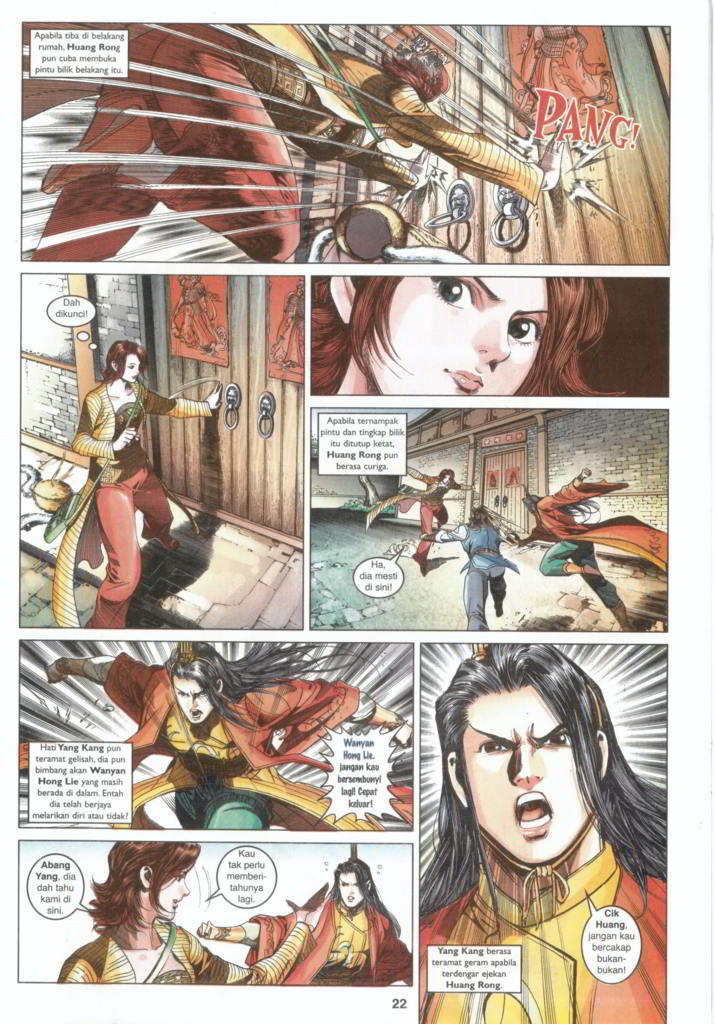 Apabila tiba di belakang
rumah, Huang Rong
pun cuba membuka
pintu bilik belakang itu.
PANG!
Dah
dikunci!
Apabila ternampak
pintu dan tingkap bilik
itu ditutup ketat,
Huang Rong pun
berasa curiga.
Ha,
dia mesti
di sini!
Hati Yang Kang pun
teramat gelisah, dia pun
bimbang akan Wanyan
Hong Lie yang masih
berada di dalam. Entah
dia telah berjaya
melarikan diri atau tidak?
Wanyan
Hong Lie,
jangan kau
bersembunyi
lagi! Cepat
keluar!
Abang
Yang, dia
dah tahu
kami di
sini.
Kau
tak perlu
memberi-
tahunya
lagi.
Cik
Huang,
jangan kau
bercakap
bukan-
bukan!
Yang Kang berasa
teramat geram apabila
terdengar ejekan
Huang Rong.
22